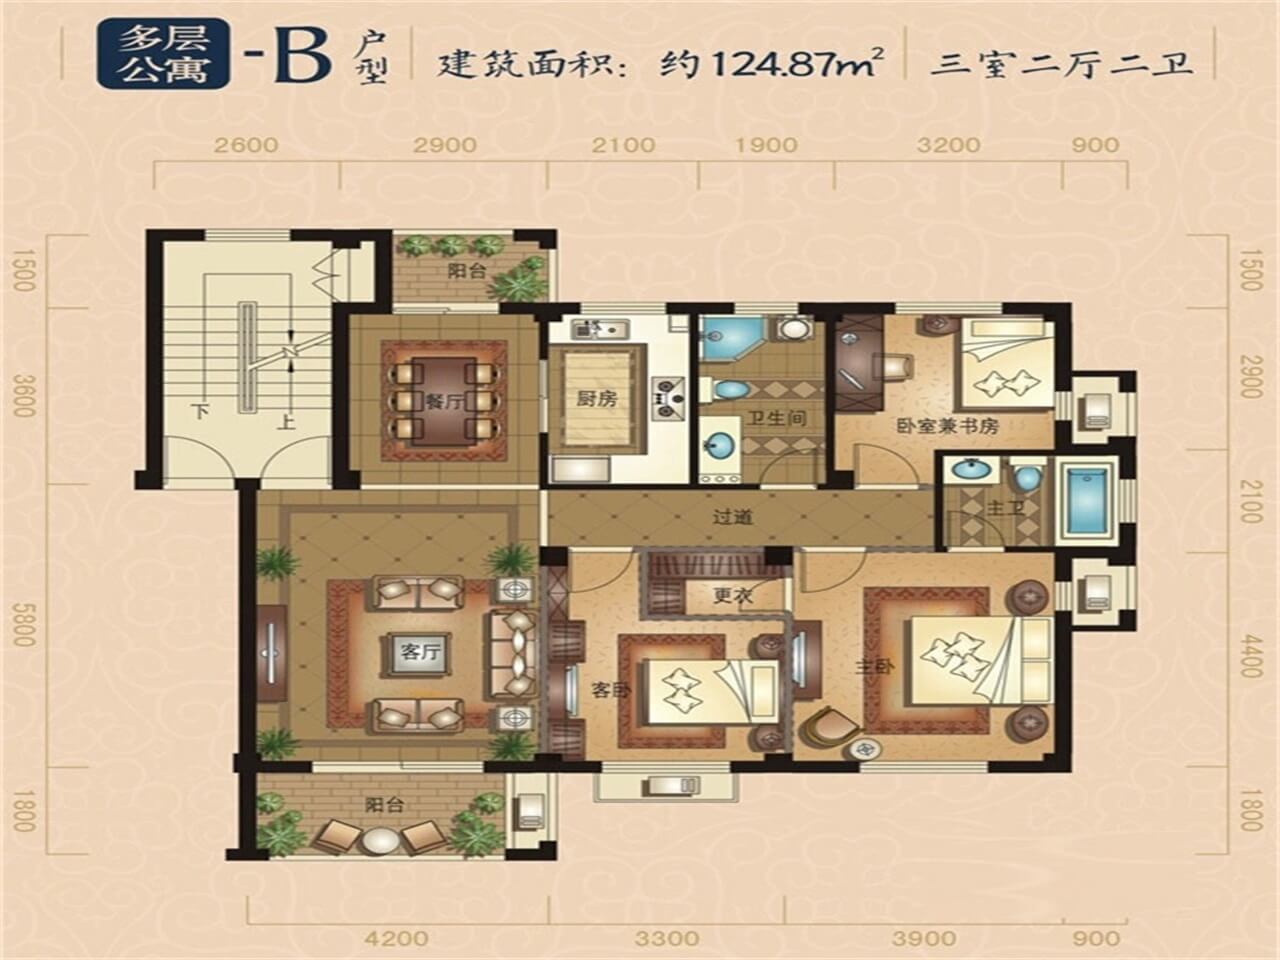 多层
公寓
-B
户型
建筑面积：约124.87m²
三室二厅二卫
2600 2900 2100 1900 3200 900
1500
3600
5800
1800
1500
2900
2100
4400
1800
阳台
餐厅
厨房
卫生间
卧室兼书房
下
上
过道
主卫
更衣
客厅
客卧
主卧
阳台
4200 3300 3900 900